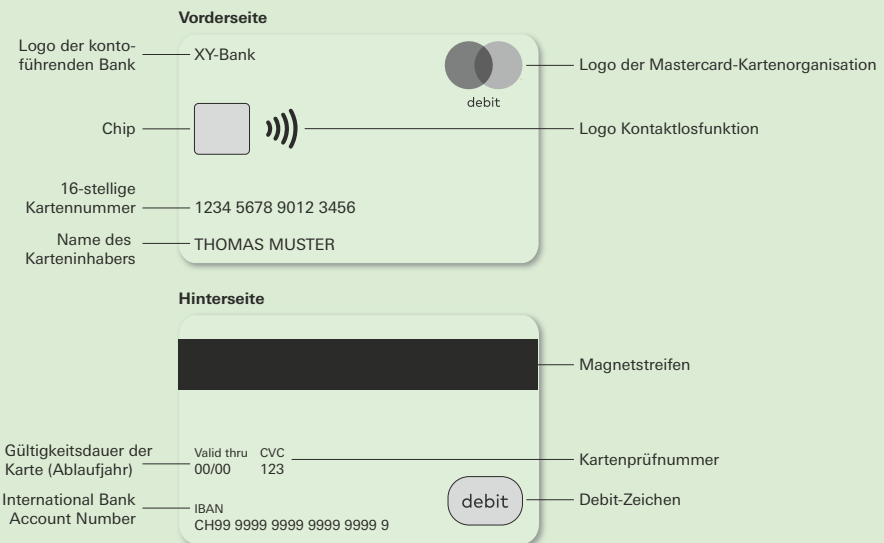 Vorderseite
Logo der konto-
führenden Bank
XY-Bank
Logo der Mastercard-Kartenorganisation
debit
Chip
Logo Kontaktlosfunktion
16-stellige
Kartennummer
1234 5678 9012 3456
Name des
Karteninhabers
THOMAS MUSTER
Hinterseite
Magnetstreifen
Gültigkeitsdauer der
Karte (Ablaufjahr)
Valid thru CVC
00/00 123
Kartenprüfnummer
International Bank
Account Number
IBAN
CH99 9999 9999 9999 9999 9
debit
Debit-Zeichen